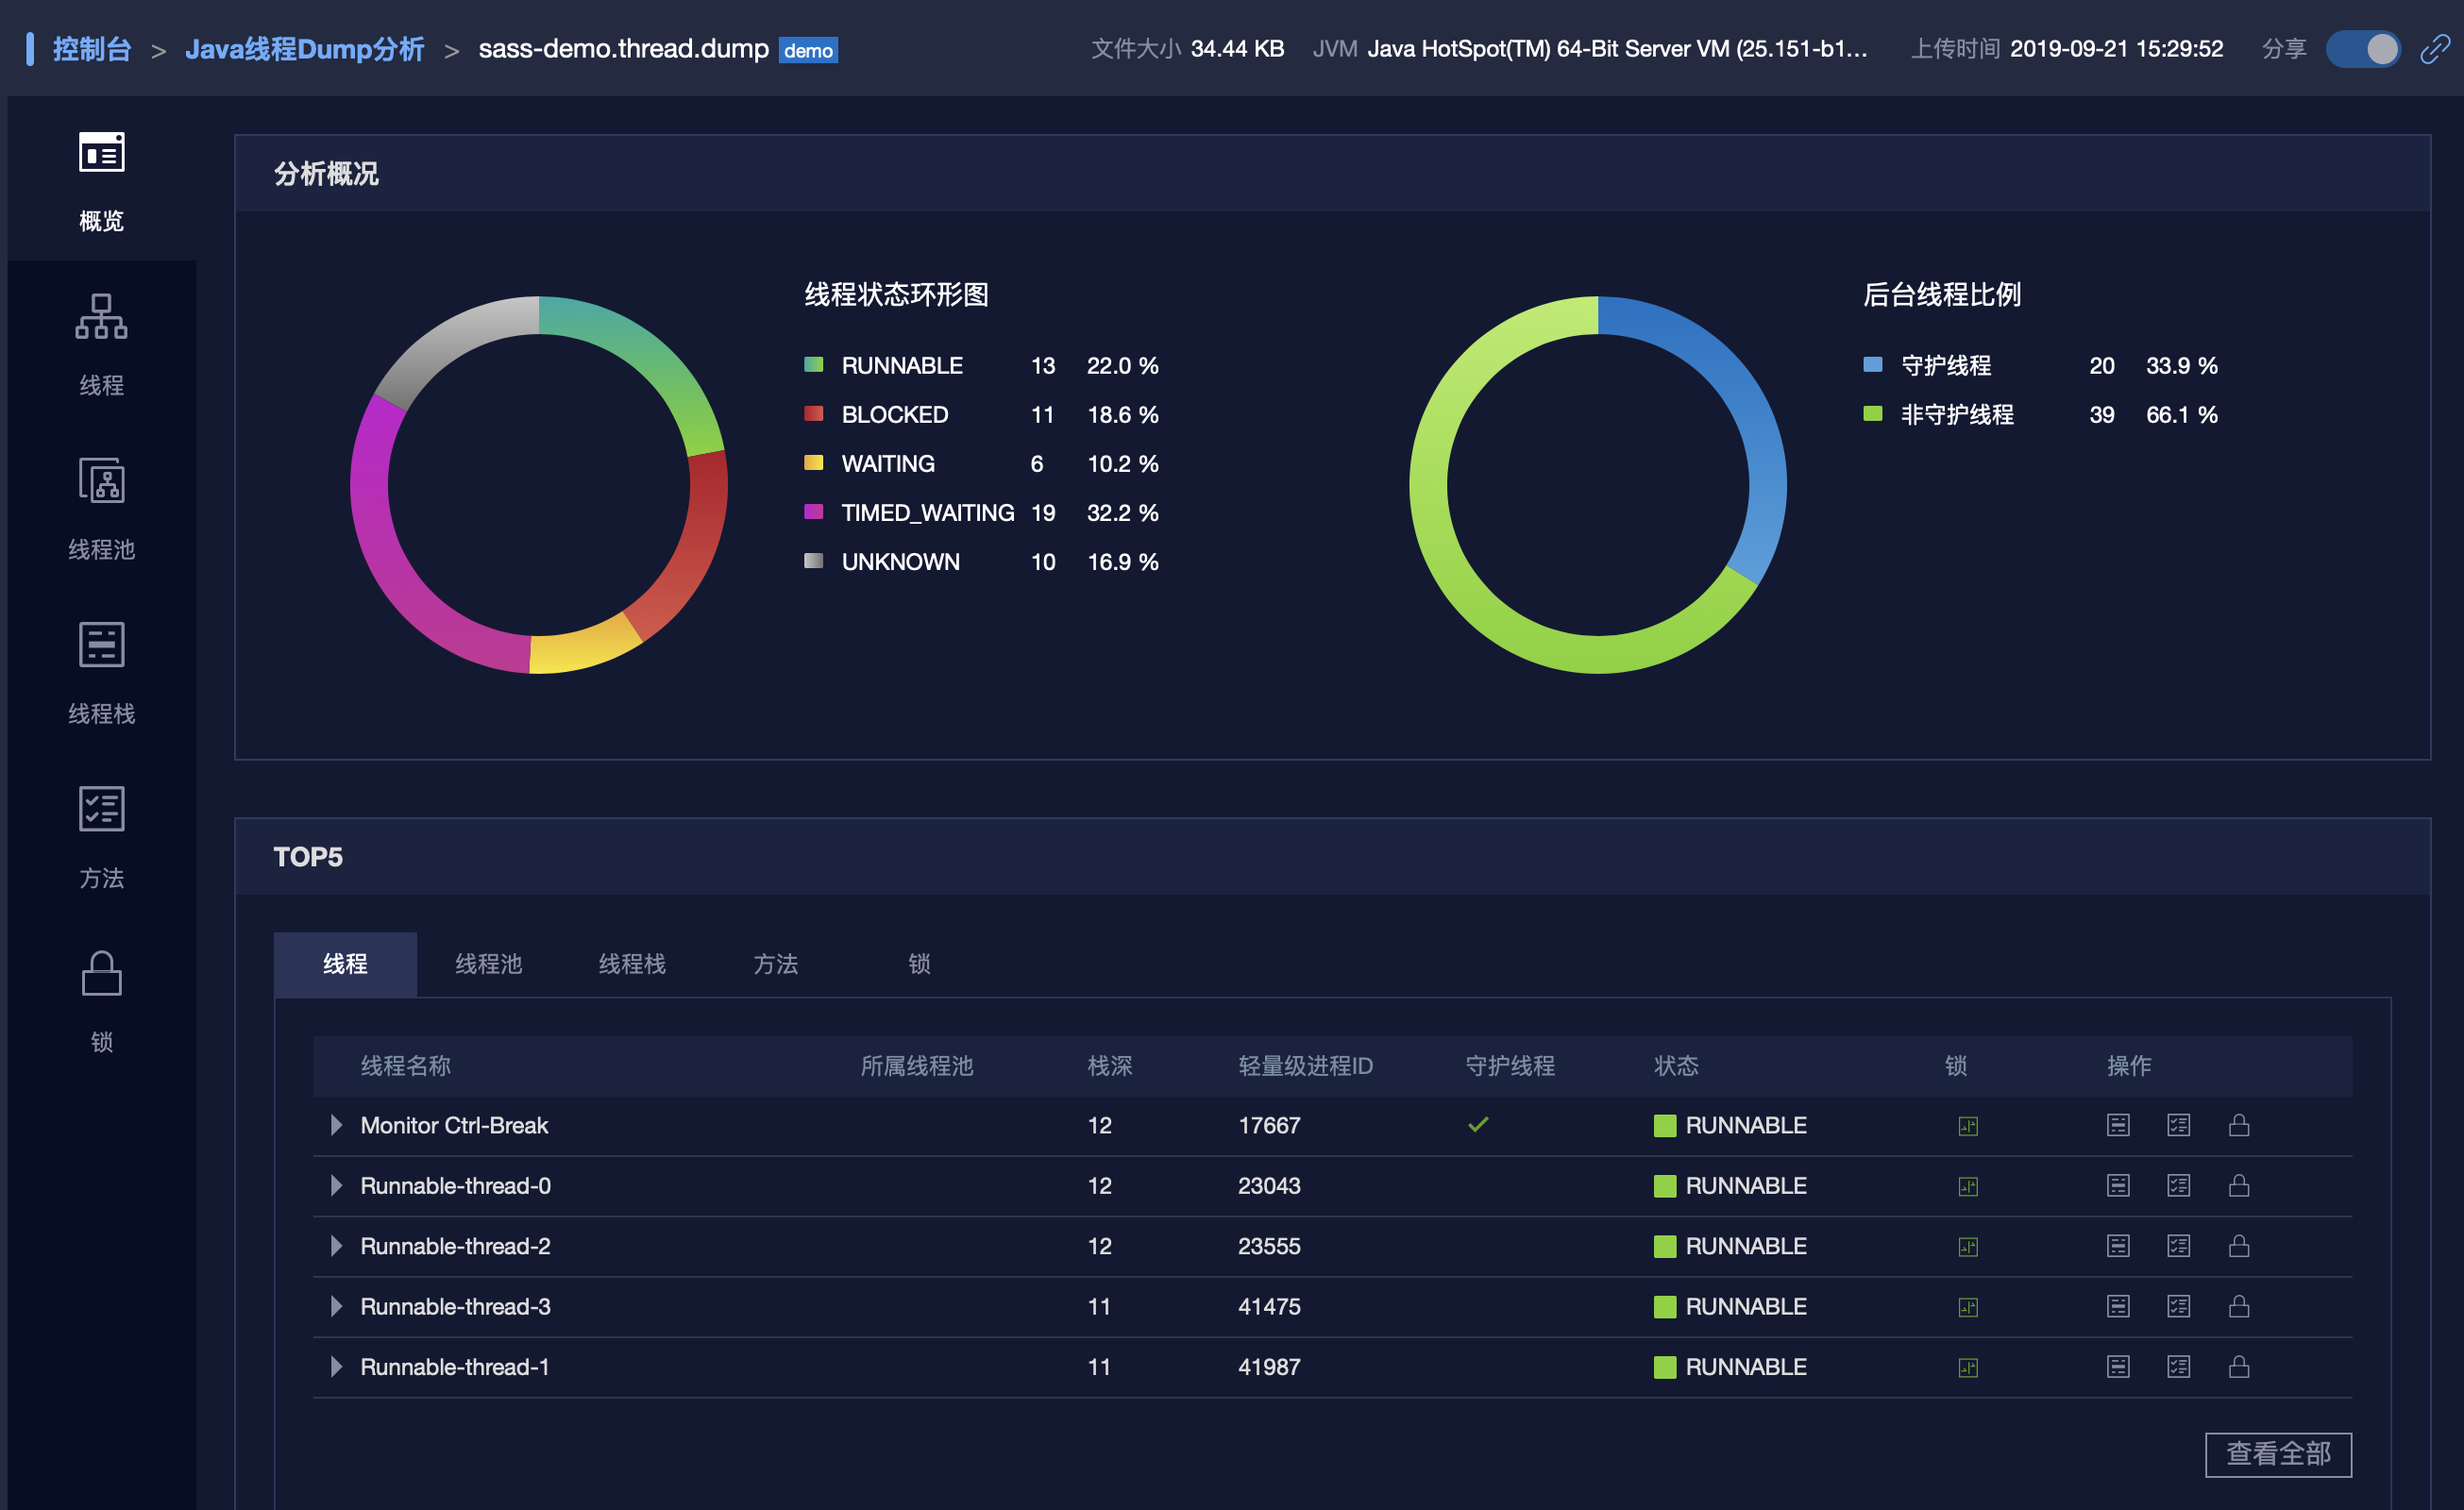 控制台 > Java线程Dump分析 > sass-demo.thread.dump demo 文件大小 34.44 KB JVM Java HotSpot(TM) 64-Bit Server VM (25.151-b1... 上传时间 2019-09-21 15:29:52 分享
概览
线程
线程池
线程栈
方法
锁
分析概况
线程状态环形图
RUNNABLE 13 22.0 %
BLOCKED 11 18.6 %
WAITING 6 10.2 %
TIMED_WAITING 19 32.2 %
UNKNOWN 10 16.9 %
后台线程比例
守护线程 20 33.9 %
非守护线程 39 66.1 %
TOP5
线程 线程池 线程栈 方法 锁
线程名称 所属线程池 栈深 轻量级进程ID 守护线程 状态 锁 操作
Monitor Ctrl-Break 12 17667 RUNNABLE
Runnable-thread-0 12 23043 RUNNABLE
Runnable-thread-2 12 23555 RUNNABLE
Runnable-thread-3 11 41475 RUNNABLE
Runnable-thread-1 11 41987 RUNNABLE
查看全部